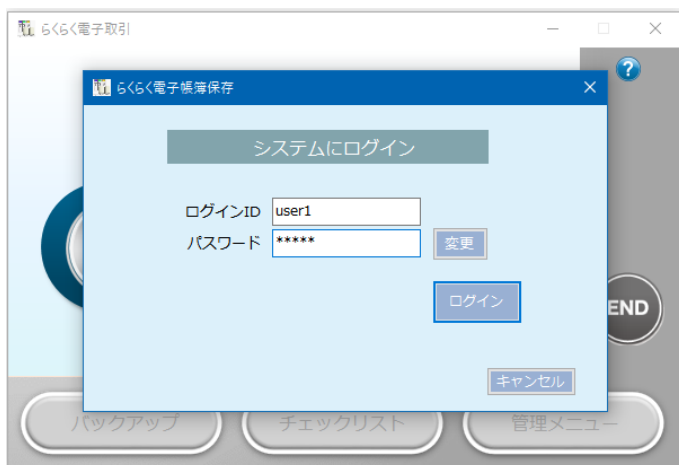 らくらく電子取引
らくらく電子帳簿保存
システムにログイン
ログインID user1
パスワード *****
変更
ログイン
END
キャンセル
バックアップ チェックリスト 管理メニュー